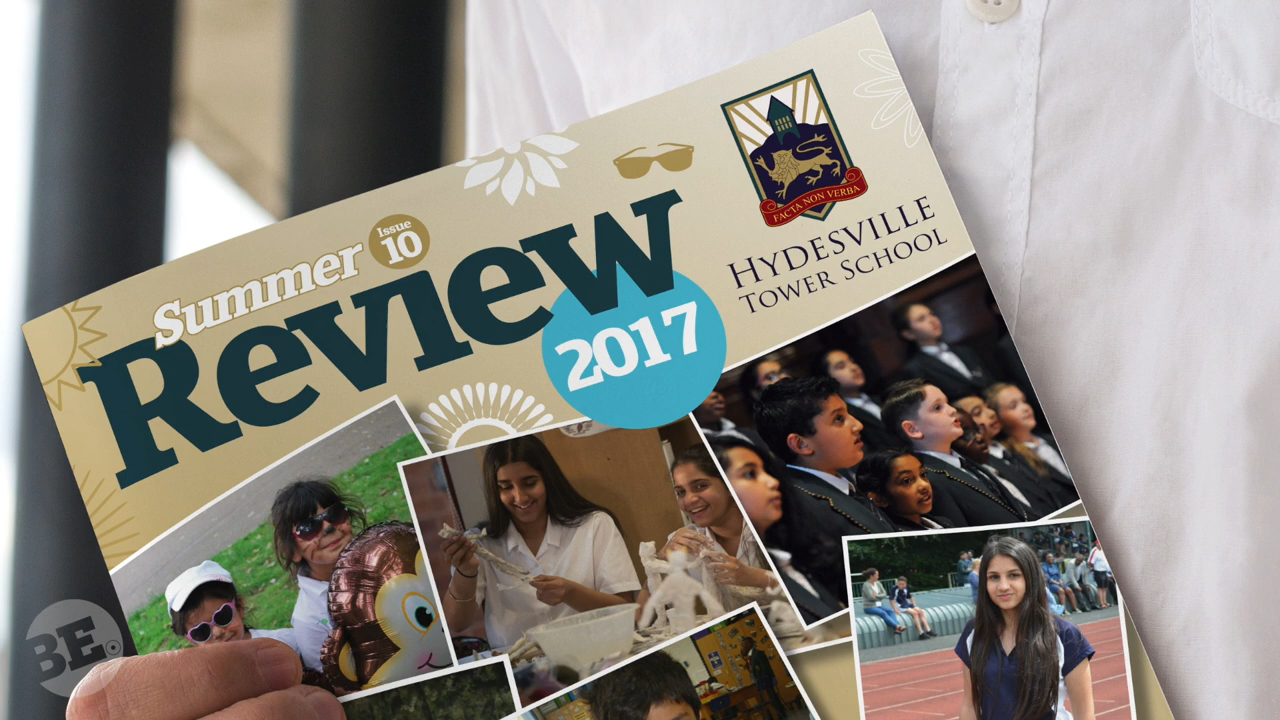 Summer
Issue
10
Review
2017
FACTA NON VERBA
HYDESVILLE
TOWER SCHOOL
BE